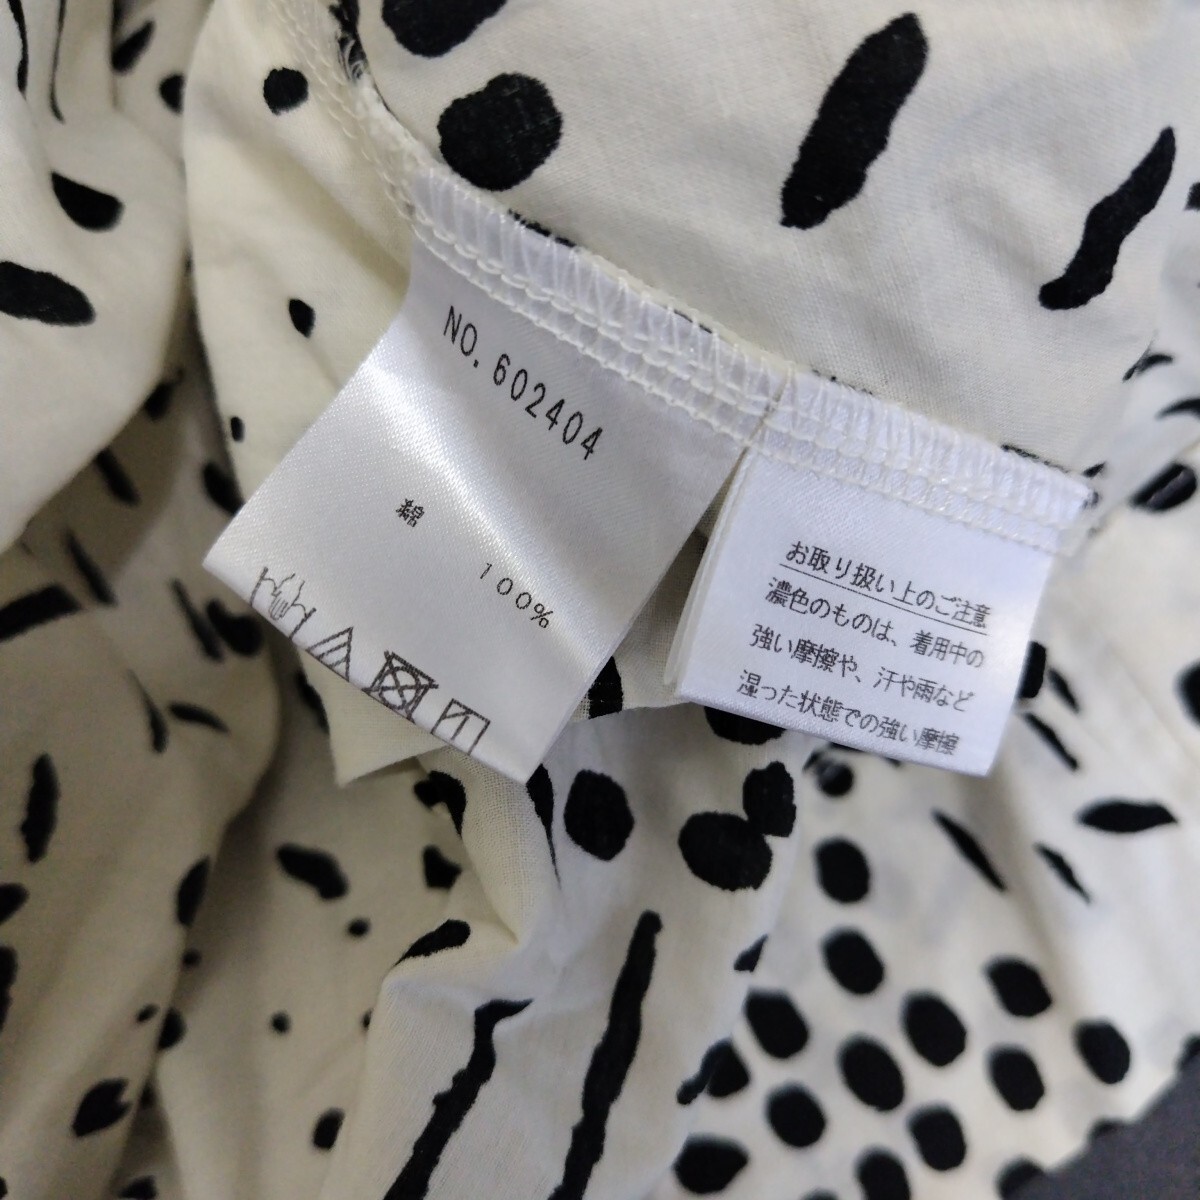 NO. 602404
綿
100%
お取り扱い上のご注意
濃色のものは、着用中の
強い摩擦や、汗や雨など
湿った状態での強い摩擦